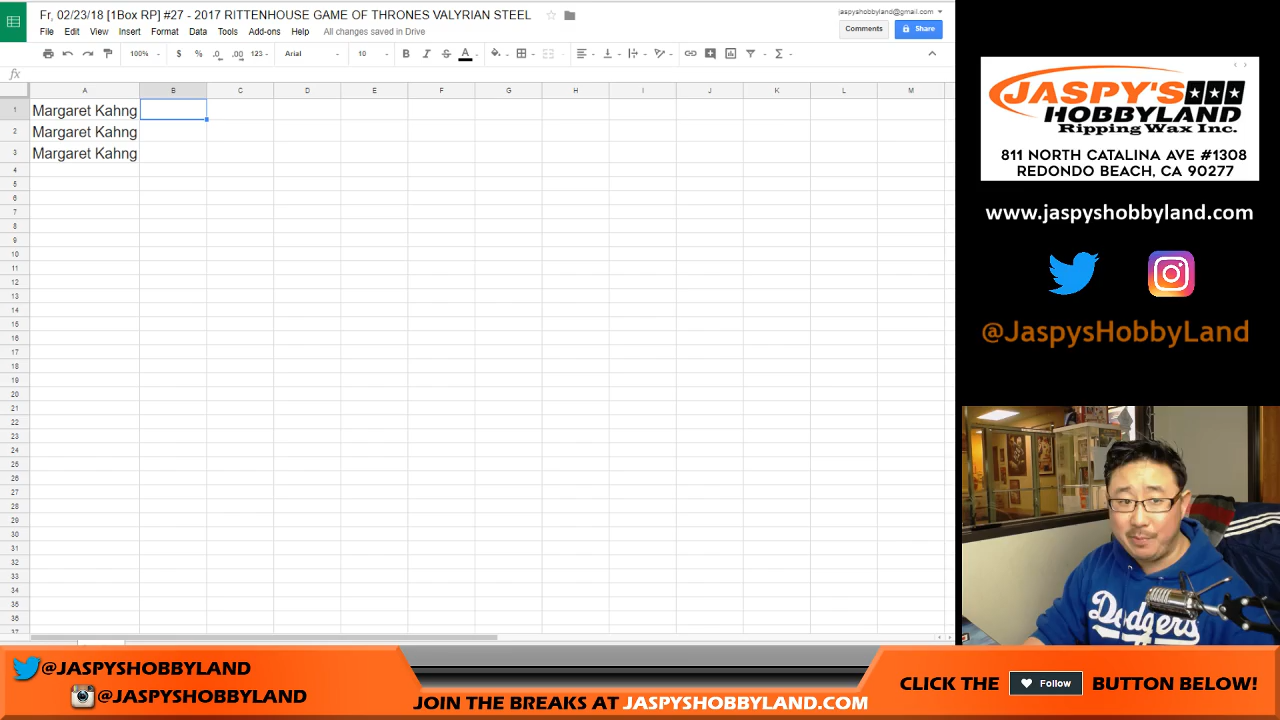 Fr, 02/23/18 [1Box RP] #27 - 2017 RITTENHOUSE GAME OF THRONES VALYRIAN STEEL
jaspyshobbyland@gmail.com
File Edit View Insert Format Data Tools Add-ons Help All changes saved in Drive
Comments
Share
100% $ % .0 .00 123 Arial 10 B I S A Σ
fx
A B C D E F G H I J K L M
1 Margaret Kahng
2 Margaret Kahng
3 Margaret Kahng
4
5
6
7
8
9
10
11
12
13
14
15
16
17
18
19
20
21
22
23
24
25
26
27
28
29
30
31
32
33
34
35
36
37
JASPY'S
HOBBYLAND
Ripping Wax Inc.
811 NORTH CATALINA AVE #1308
REDONDO BEACH, CA 90277
www.jaspyshobbyland.com
@JaspysHobbyLand
Dodgers
@JASPYSHOBBYLAND
@JASPYSHOBBYLAND
JOIN THE BREAKS AT JASPYSHOBBYLAND.COM
CLICK THE Follow BUTTON BELOW!